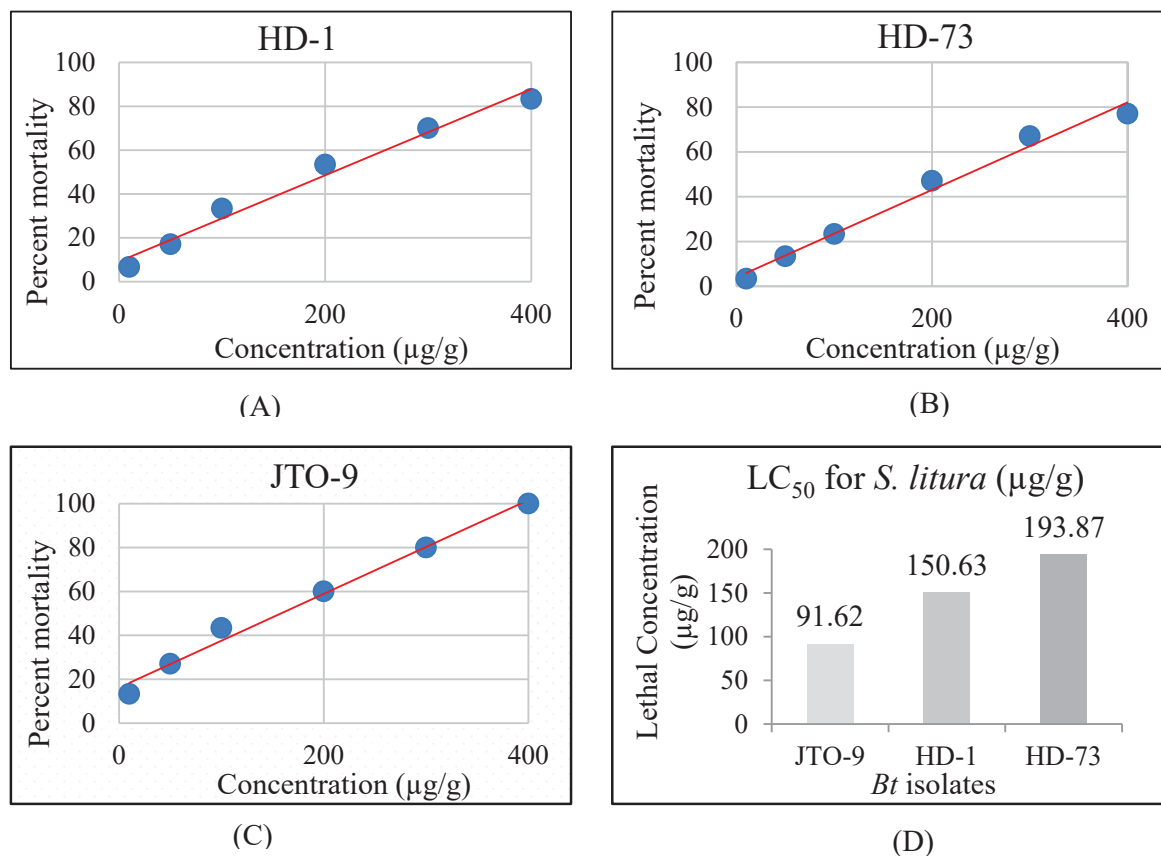 HD-1
100
80
60
40
20
0
Percent mortality
0 200 400
Concentration (µg/g)
(A)
HD-73
100
80
60
40
20
0
Percent mortality
0 200 400
Concentration (µg/g)
(B)
JTO-9
100
80
60
40
20
0
Percent mortality
0 200 400
Concentration (µg/g)
(C)
LC₅₀ for S. litura (µg/g)
200
150
100
50
0
Lethal Concentration
(µg/g)
91.62
150.63
193.87
JTO-9 HD-1 HD-73
Bt isolates
(D)